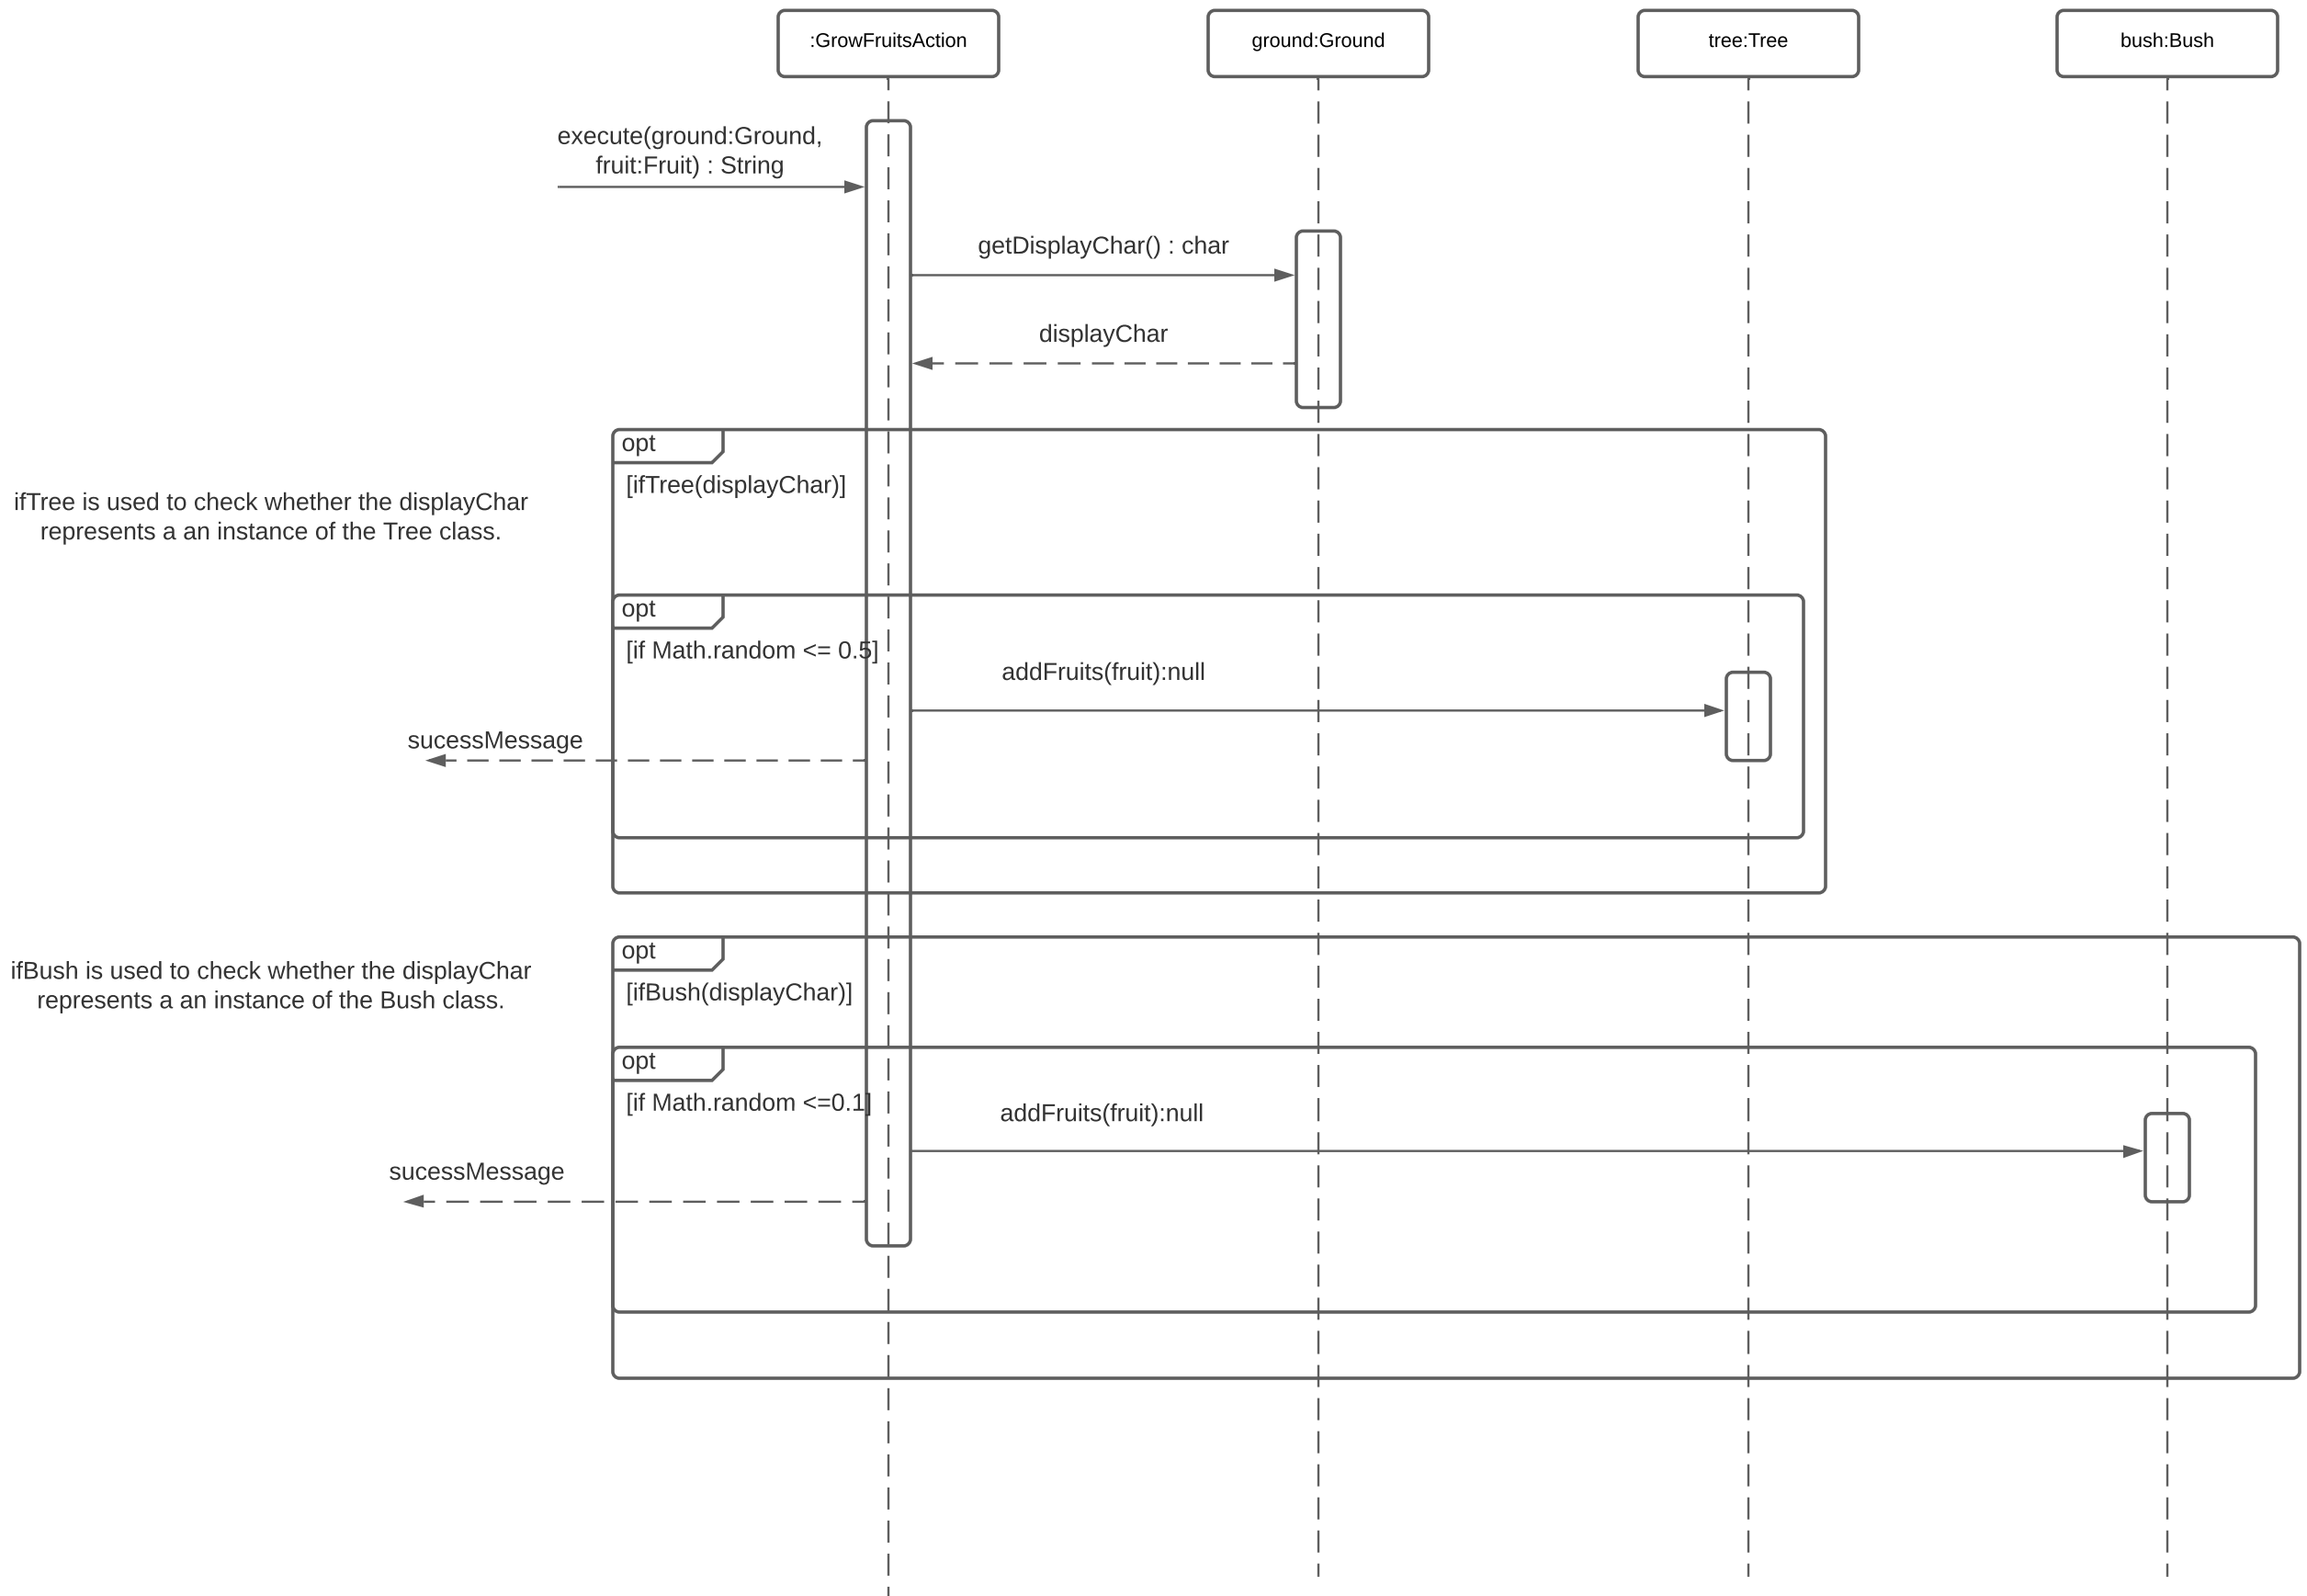 :GrowFruitsAction
ground:Ground
tree:Tree
bush:Bush
execute(ground:Ground,
fruit:Fruit) : String
getDisplayChar() : char
displayChar
opt
[ifTree(displayChar)]
ifTree is used to check whether the displayChar
represents a an instance of the Tree class.
opt
[if Math.random <= 0.5]
addFruits(fruit):null
sucessMessage
opt
ifBush is used to check whether the displayChar
represents a an instance of the Bush class.
[ifBush(displayChar)]
opt
[if Math.random <=0.1]
addFruits(fruit):null
sucessMessage